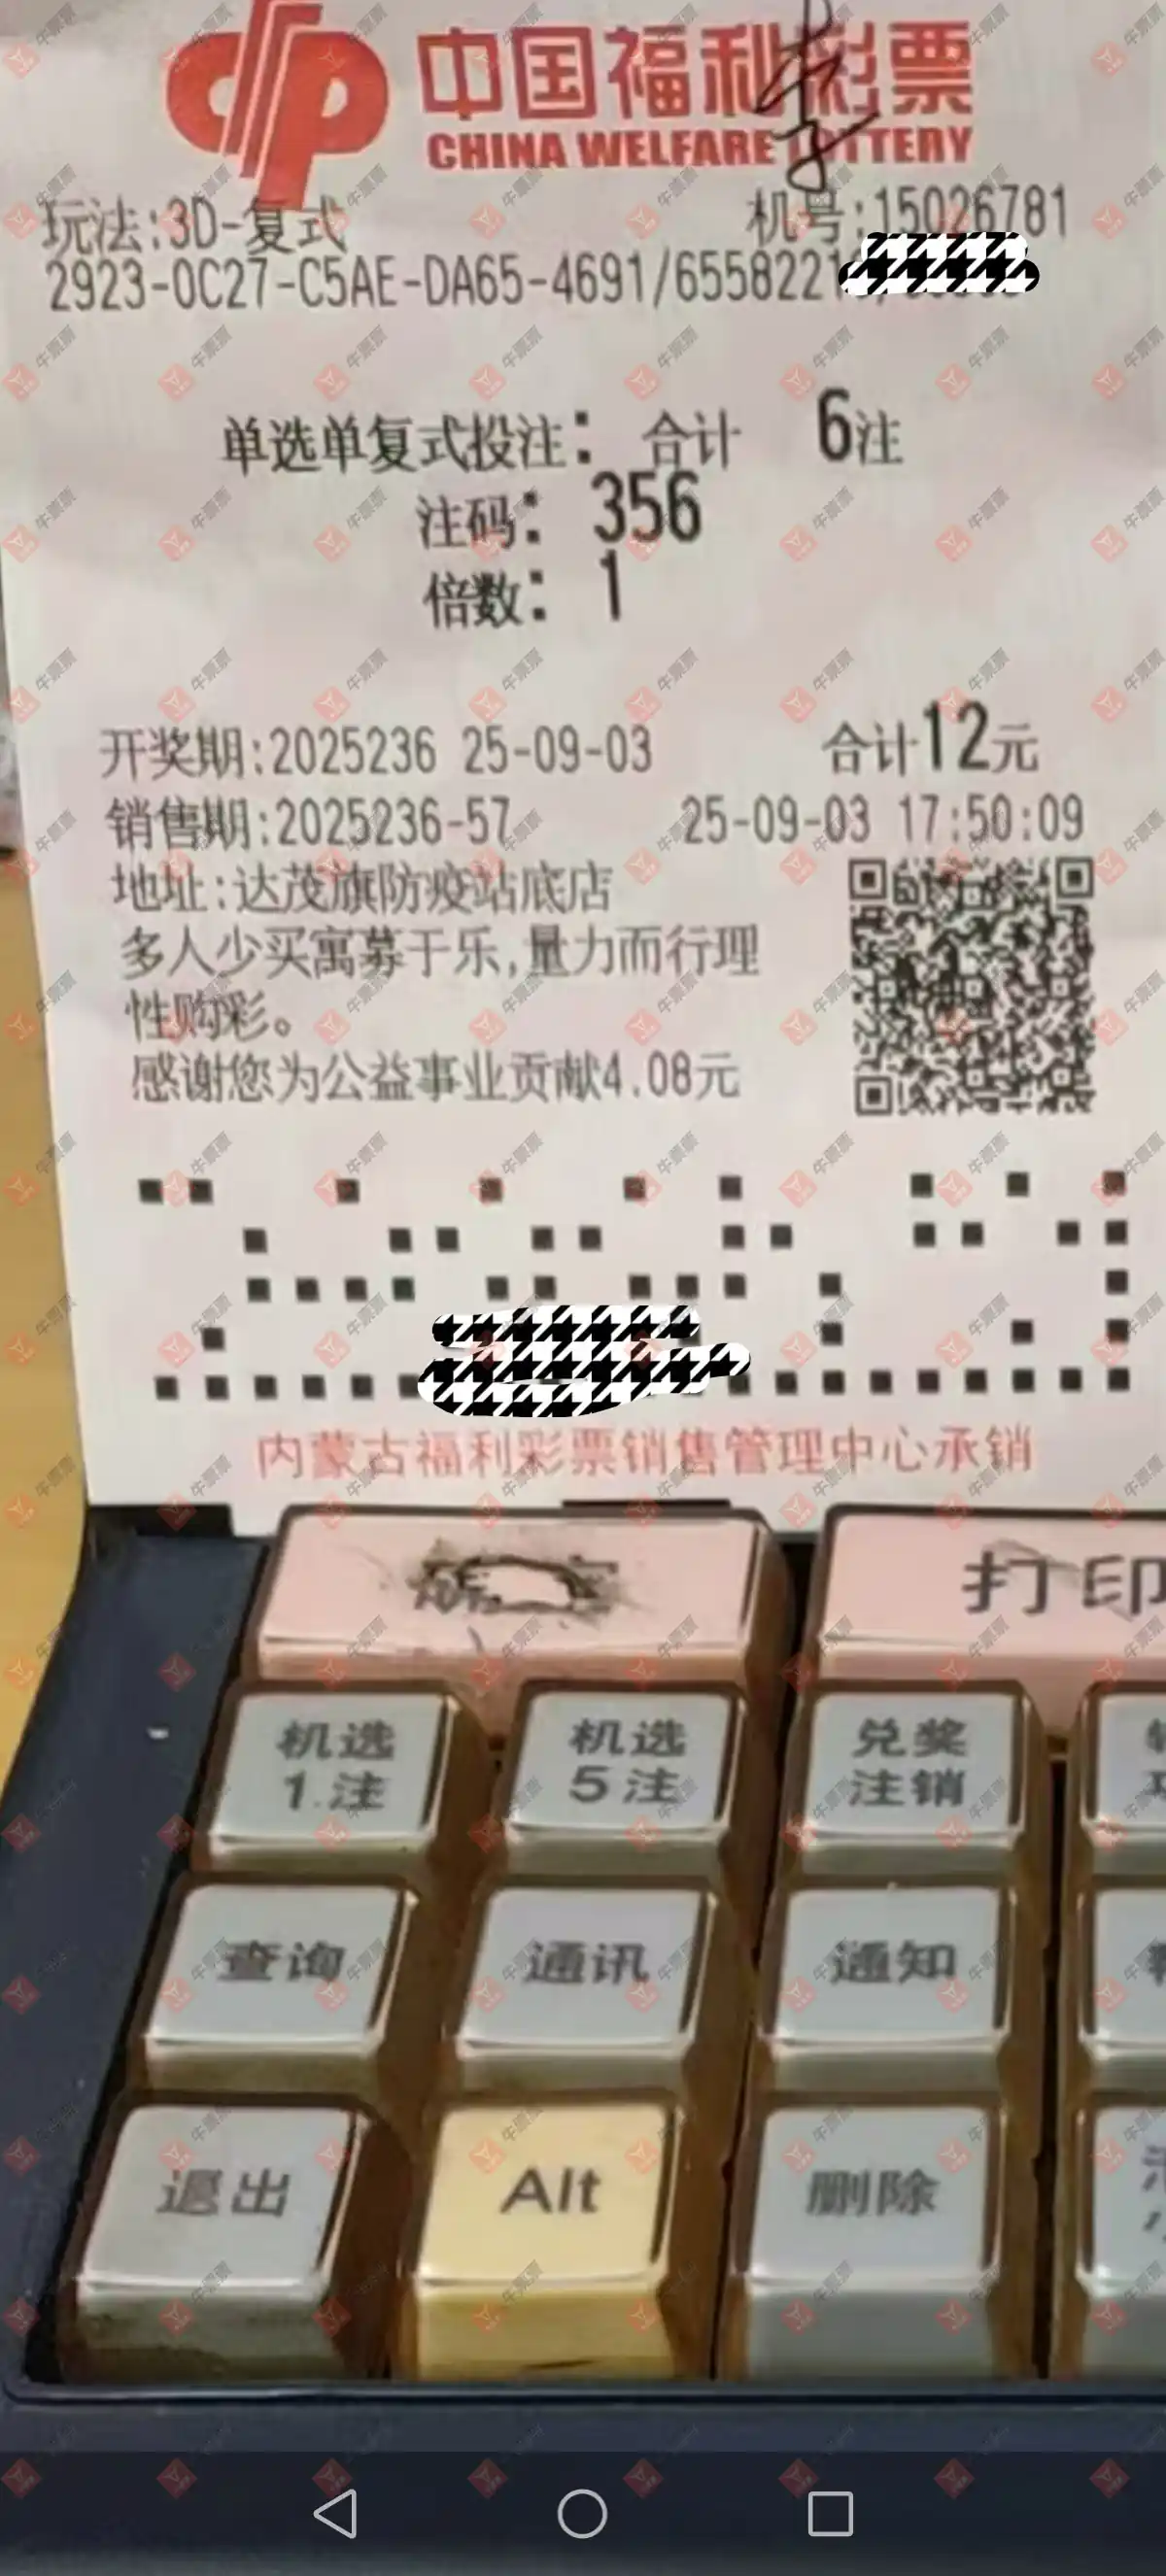 中国福利彩票
CHINA WELFARE LOTTERY
李
玩法:3D-复式 机号:15026781
2923-0C27-C5AE-DA65-4691/6558221
单选单复式投注: 合计 6注
注码: 356
倍数: 1
开奖期:2025236 25-09-03 合计12元
销售期:2025236-57 25-09-03 17:50:09
地址:达茂旗防疫站底店
多人少买寓募于乐,量力而行理
性购彩。
感谢您为公益事业贡献4.08元
内蒙古福利彩票销售管理中心承销
打印
机选 机选 兑奖
1注 5注 注销
查询 通讯 通知
退出 Alt 删除
牛票票